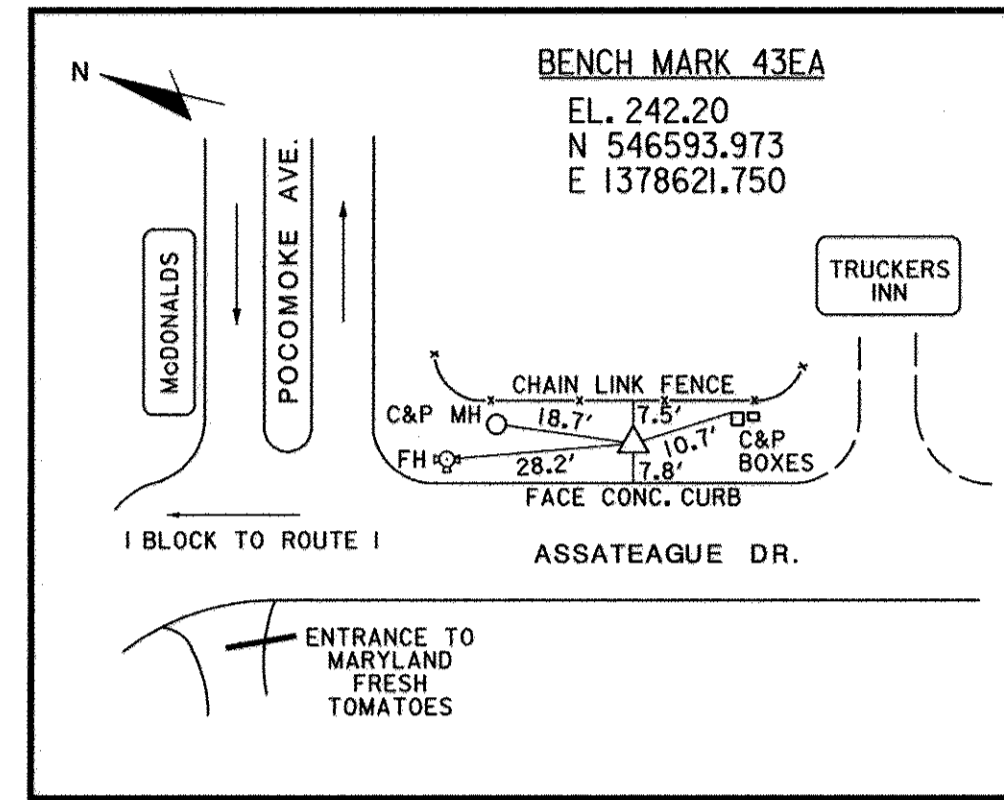 N
BENCH MARK 43EA
EL. 242.20
N 546593.973
E 1378621.750
McDONALDS
POCOMOKE AVE.
TRUCKERS
INN
CHAIN LINK FENCE
C&P MH
18.7'
7.5'
10.7'
C&P
BOXES
FH
28.2'
7.8'
FACE CONC. CURB
1 BLOCK TO ROUTE 1
ASSATEAGUE DR.
ENTRANCE TO
MARYLAND
FRESH
TOMATOES